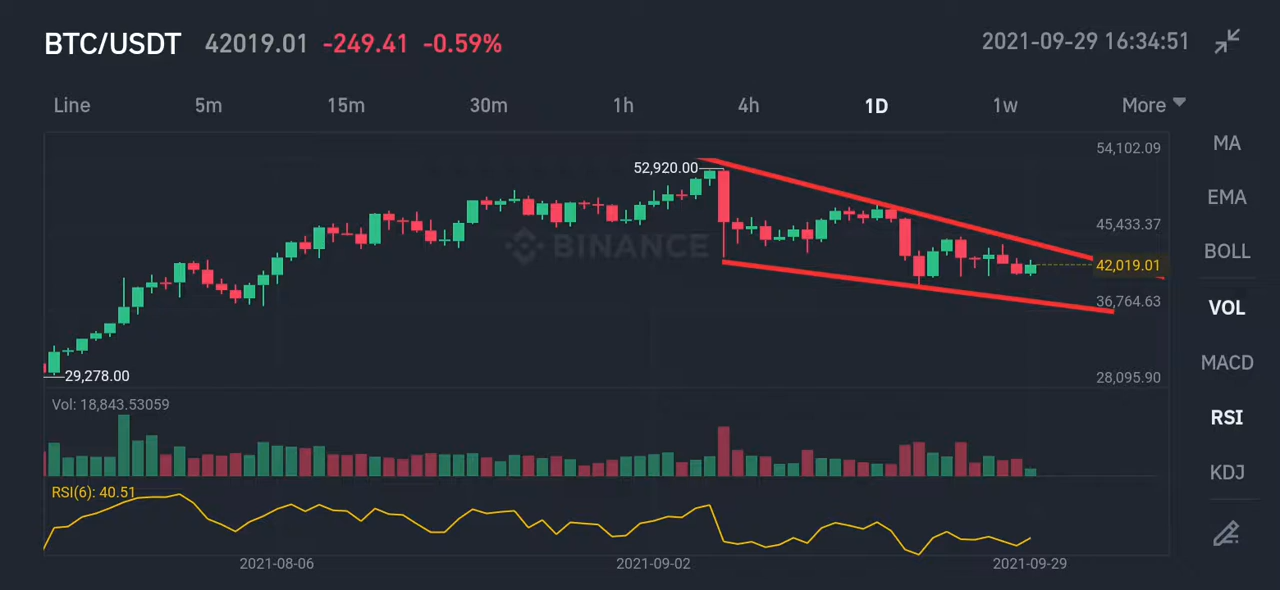 BTC/USDT 42019.01 -249.41 -0.59% 2021-09-29 16:34:51
Line 5m 15m 30m 1h 4h 1D 1w More
54,102.09
52,920.00
45,433.37
BINANCE
42,019.01
36,764.63
29,278.00
28,095.90
MA
EMA
BOLL
VOL
MACD
RSI
KDJ
Vol: 18,843.53059
RSI(6): 40.51
2021-08-06 2021-09-02 2021-09-29